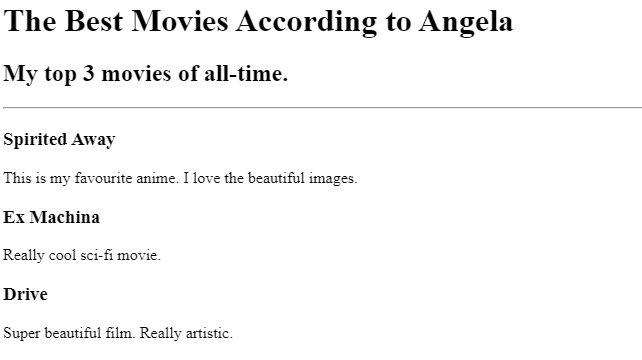 The Best Movies According to Angela
My top 3 movies of all-time.
Spirited Away
This is my favourite anime. I love the beautiful images.
Ex Machina
Really cool sci-fi movie.
Drive
Super beautiful film. Really artistic.